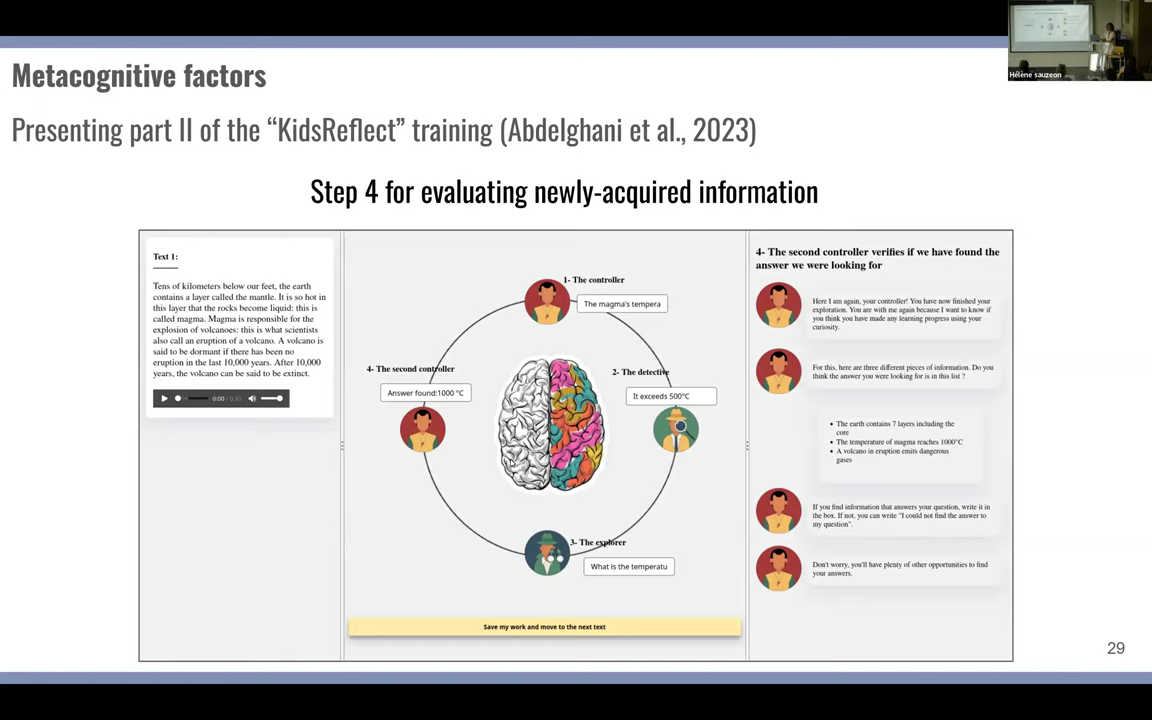 Hélène sauzeon
Metacognitive factors
Presenting part II of the “KidsReflect” training (Abdelghani et al., 2023)
Step 4 for evaluating newly-acquired information
Text 1:
Tens of kilometers below our feet, the earth
contains a layer called the mantle. It is so hot in
this layer that the rocks become liquid: this is
called magma. Magma is responsible for the
explosion of volcanoes: this is what scientists
also call an eruption of a volcano. A volcano is
said to be dormant if there has been no
eruption in the last 10,000 years. After 10,000
years, the volcano can be said to be extinct.
0:00 / 0:33
1- The controller
The magma's tempera
2- The detective
It exceeds 500°C
4- The second controller
Answer found:1000 °C
3- The explorer
What is the temperatu
Save my work and move to the next text
4- The second controller verifies if we have found the
answer we were looking for
Here I am again, your controller! You have now finished your
exploration. You are with me again because I want to know if
you think you have made any learning progress using your
curiosity.
For this, here are three different pieces of information. Do you
think the answer you were looking for is in this list ?
• The earth contains 7 layers including the
core
• The temperature of magma reaches 1000°C
• A volcano in eruption emits dangerous
gases
If you find information that answers your question, write it in
the box. If not, you can write "I could not find the answer to
my question".
Don't worry, you'll have plenty of other opportunities to find
your answers.
29